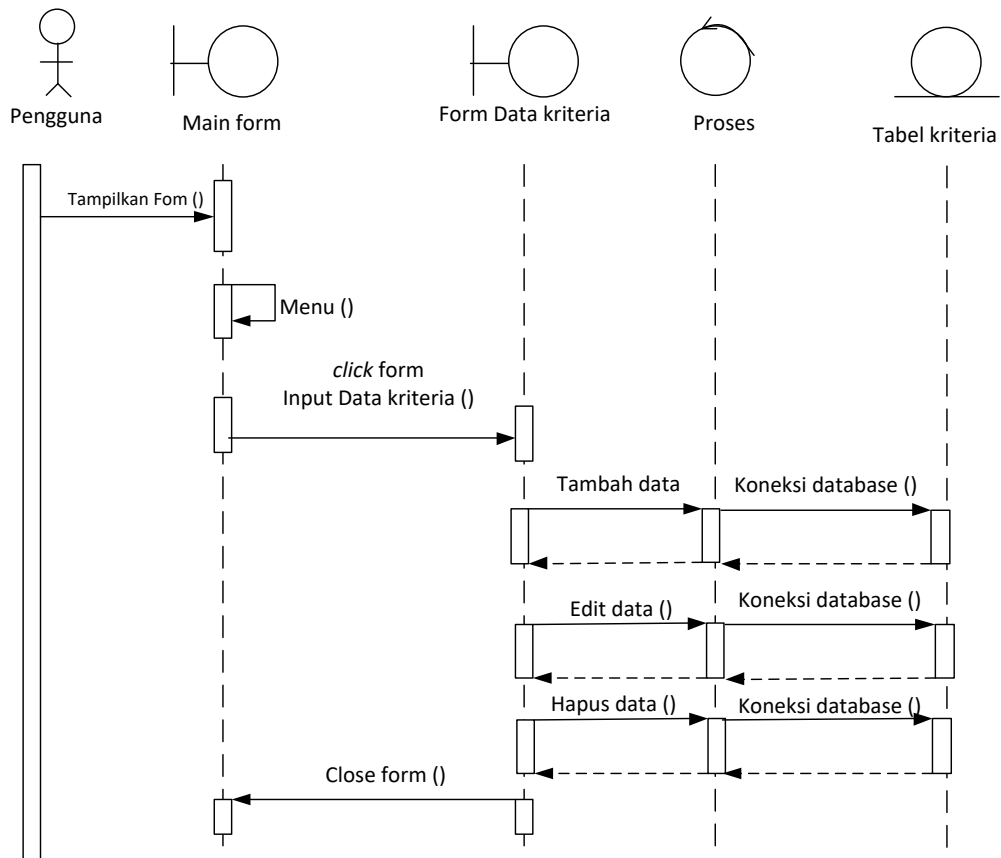 Pengguna
Main form
Form Data kriteria
Proses
Tabel kriteria
Tampilkan Fom ()
Menu ()
click form
Input Data kriteria ()
Tambah data
Koneksi database ()
Edit data ()
Koneksi database ()
Hapus data ()
Koneksi database ()
Close form ()